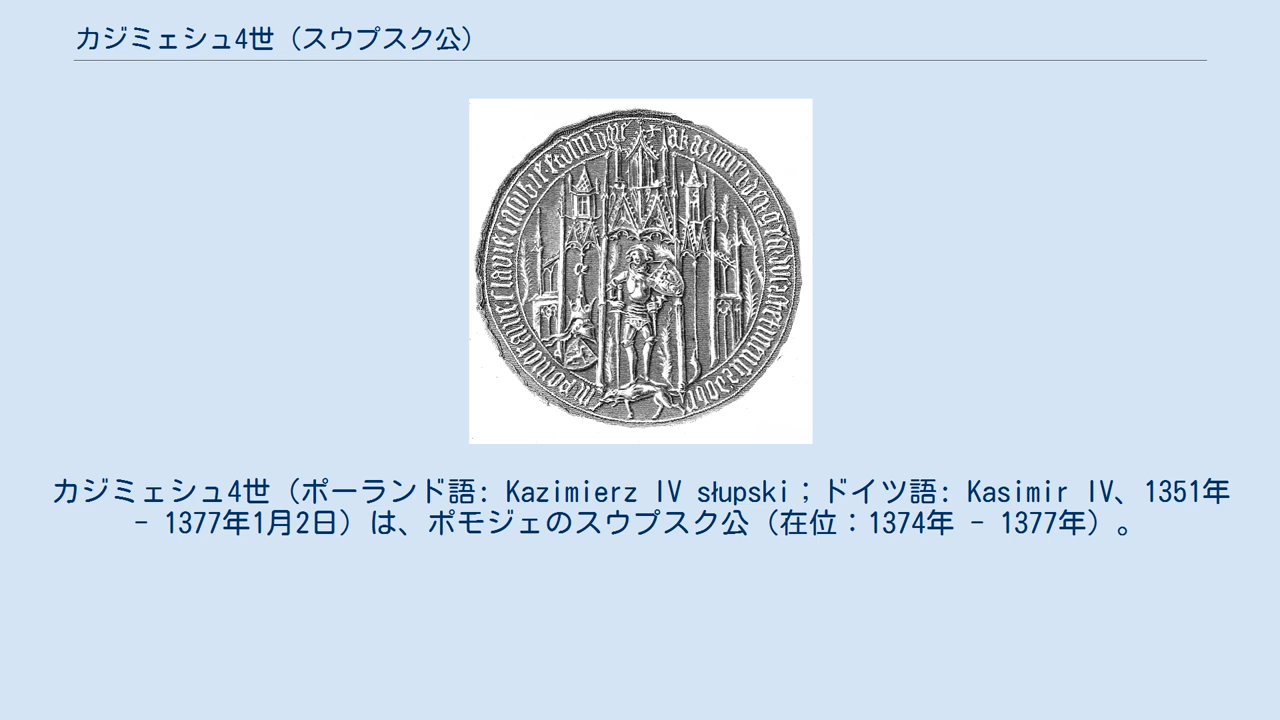 カジミェシュ4世（スウプスク公）
カジミェシュ4世（ポーランド語: Kazimierz IV słupski；ドイツ語: Kasimir IV、1351年
- 1377年1月2日）は、ポモジェのスウプスク公（在位：1374年 - 1377年）。